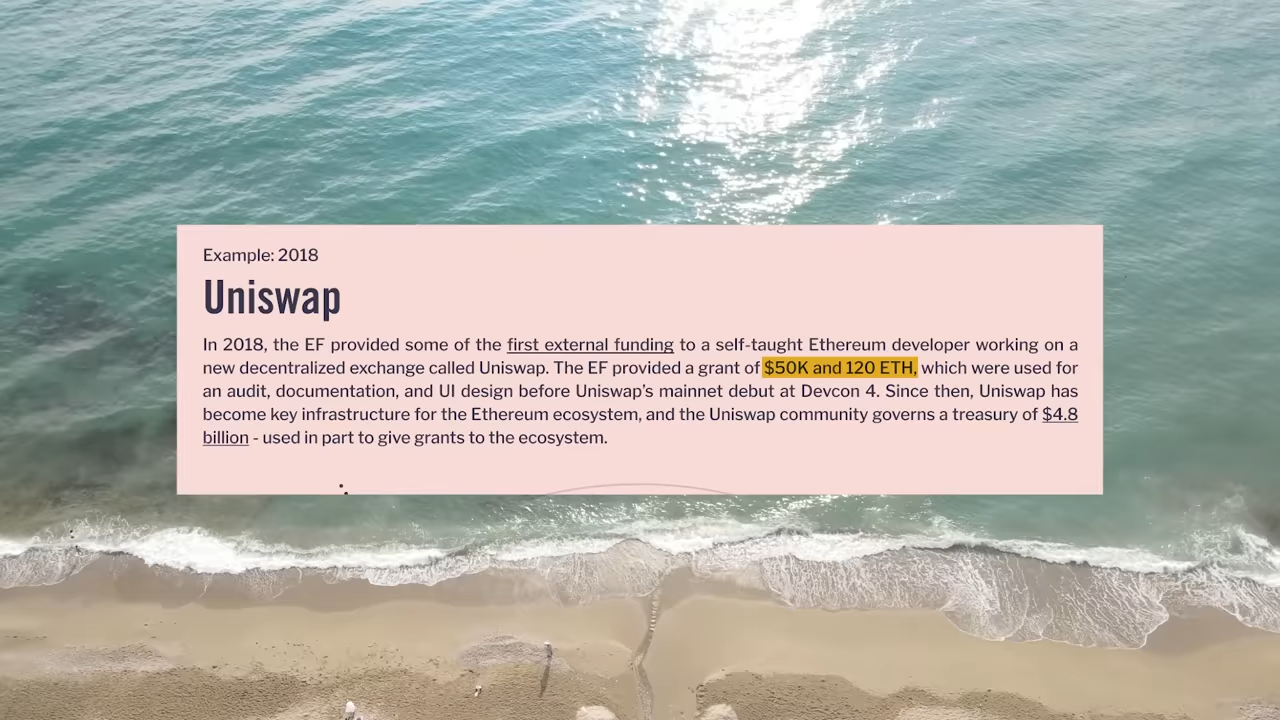 Example: 2018
Uniswap
In 2018, the EF provided some of the first external funding to a self-taught Ethereum developer working on a
new decentralized exchange called Uniswap. The EF provided a grant of $50K and 120 ETH, which were used for
an audit, documentation, and UI design before Uniswap's mainnet debut at Devcon 4. Since then, Uniswap has
become key infrastructure for the Ethereum ecosystem, and the Uniswap community governs a treasury of $4.8
billion - used in part to give grants to the ecosystem.